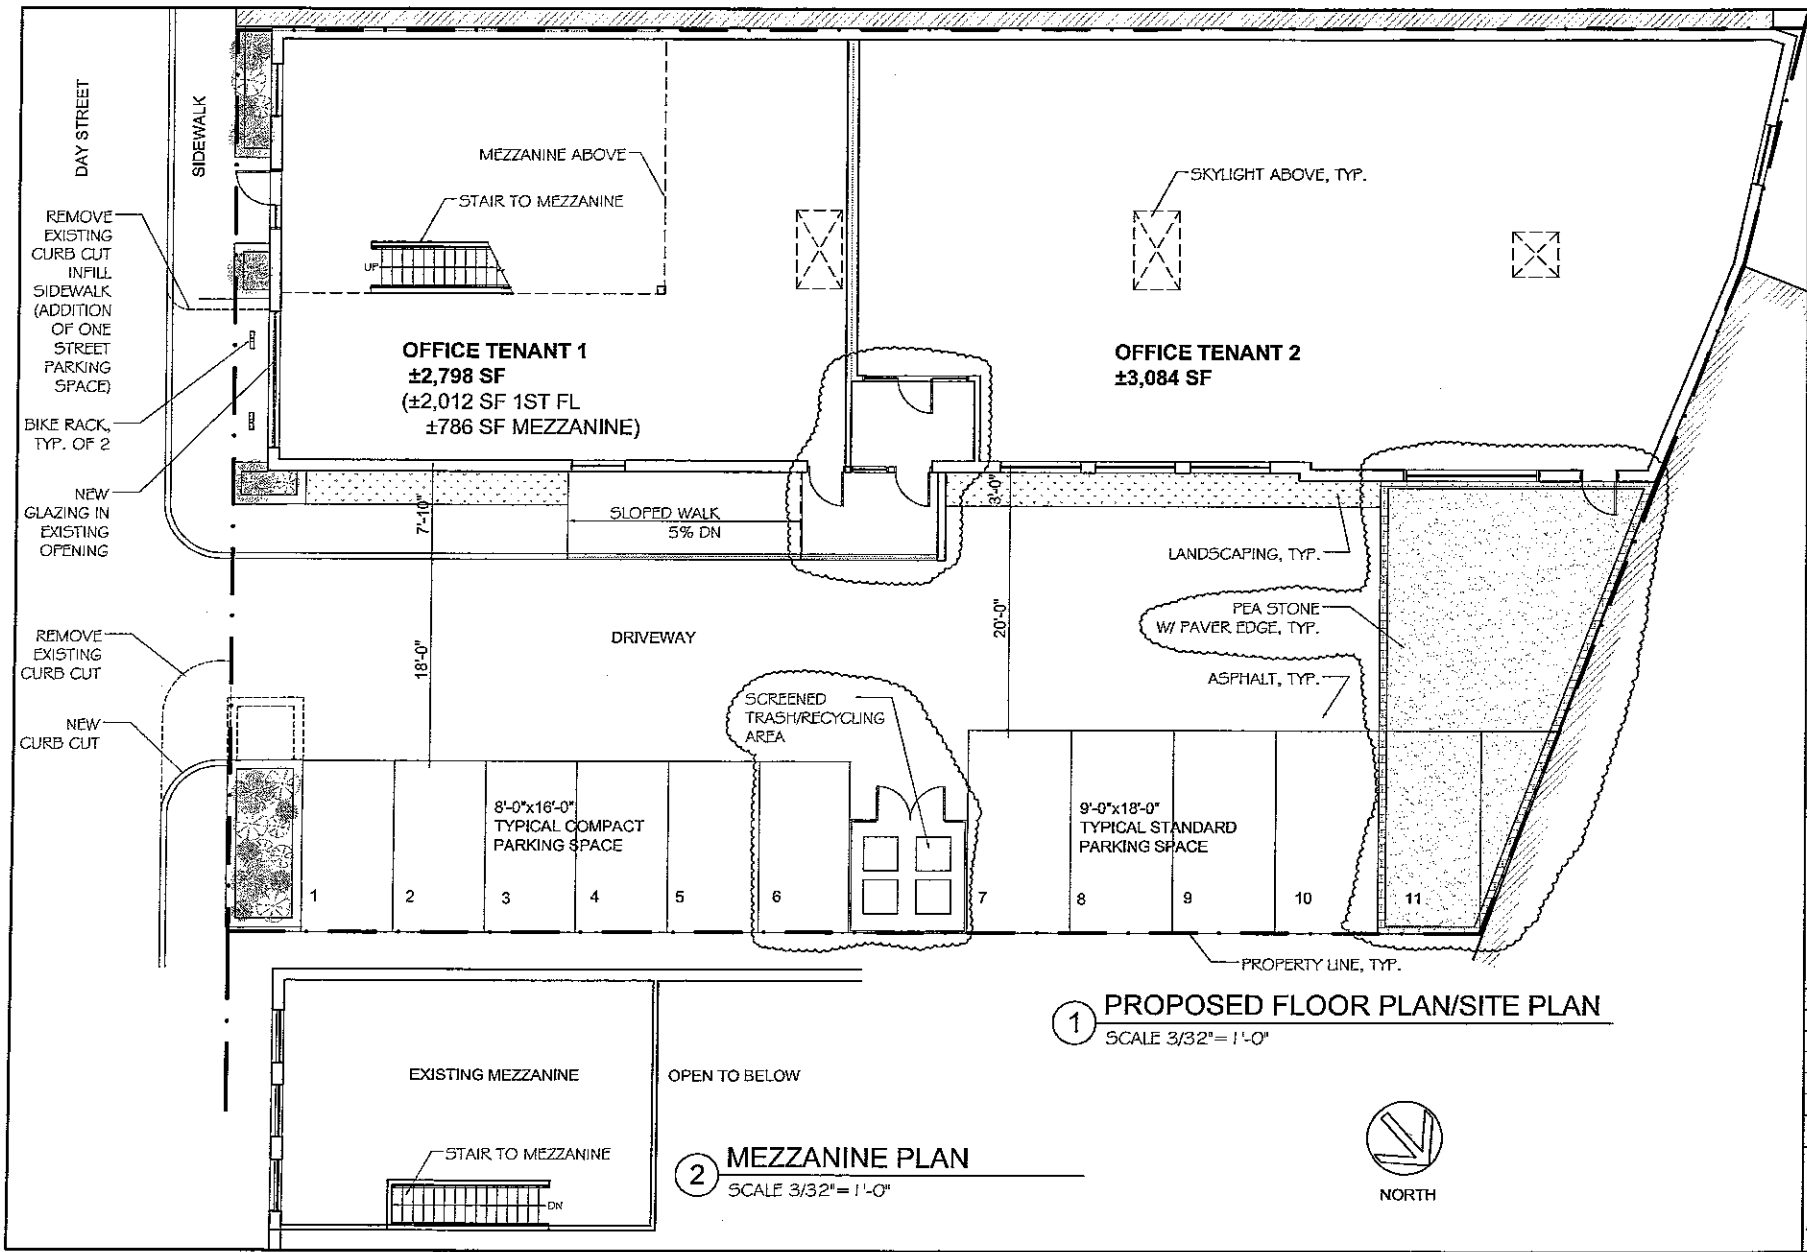 DAY STREET
SIDEWALK
REMOVE
EXISTING
CURB CUT
INFILL
SIDEWALK
(ADDITION
OF ONE
STREET
PARKING
SPACE)
BIKE RACK,
TYP. OF 2
NEW
GLAZING IN
EXISTING
OPENING
REMOVE
EXISTING
CURB CUT
NEW
CURB CUT
MEZZANINE ABOVE
STAIR TO MEZZANINE
UP
OFFICE TENANT 1
±2,798 SF
(±2,012 SF 1ST FL
±786 SF MEZZANINE)
SKYLIGHT ABOVE, TYP.
OFFICE TENANT 2
±3,084 SF
7'-10"
SLOPED WALK
5% DN
3'-0"
LANDSCAPING, TYP.
PEA STONE
W/ PAVER EDGE, TYP.
ASPHALT, TYP.
18'-0"
DRIVEWAY
20'-0"
SCREENED
TRASH/RECYCLING
AREA
8'-0"x16'-0"
TYPICAL COMPACT
PARKING SPACE
9'-0"x18'-0"
TYPICAL STANDARD
PARKING SPACE
1
2
3
4
5
6
7
8
9
10
11
PROPERTY LINE, TYP.
1
PROPOSED FLOOR PLAN/SITE PLAN
SCALE 3/32"= 1'-0"
EXISTING MEZZANINE
OPEN TO BELOW
STAIR TO MEZZANINE
DN
2
MEZZANINE PLAN
SCALE 3/32"= 1'-0"
NORTH